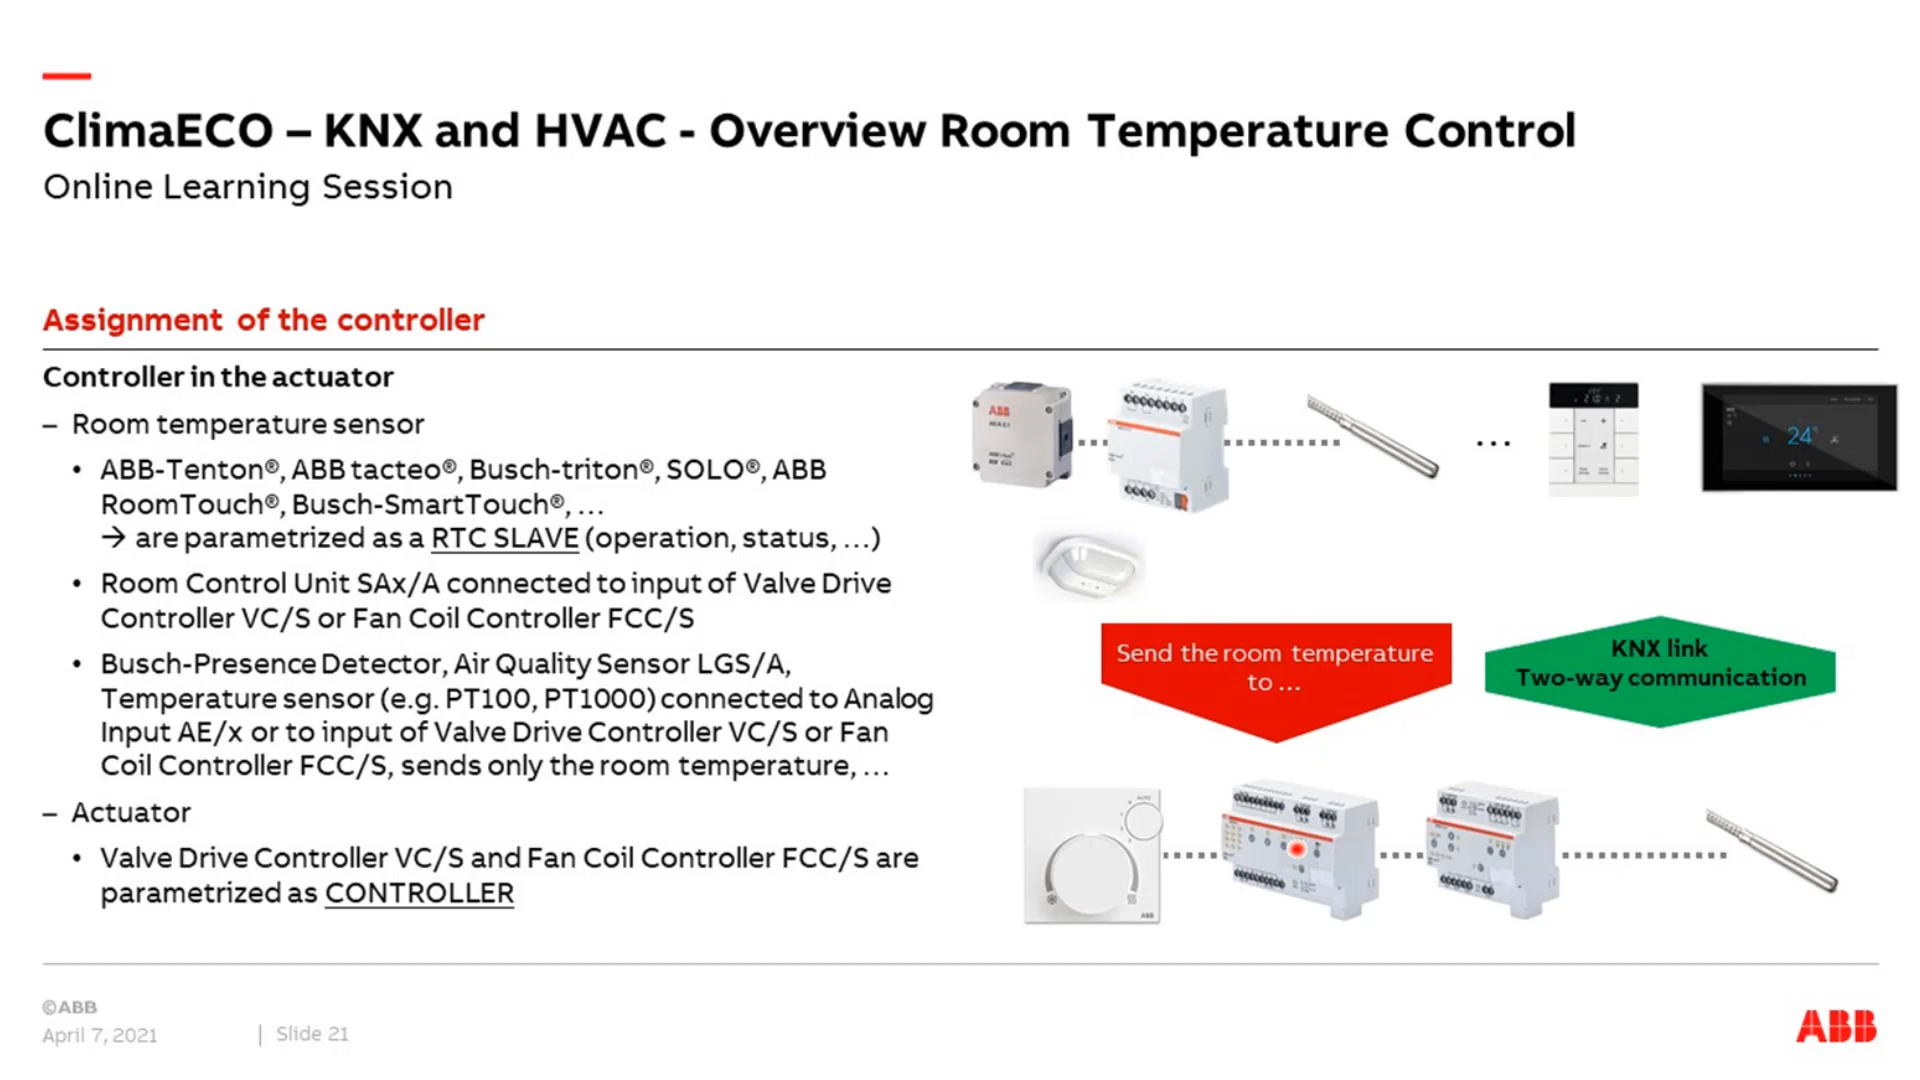 ClimaECO – KNX and HVAC - Overview Room Temperature Control
Online Learning Session
Assignment of the controller
Controller in the actuator
– Room temperature sensor
• ABB-Tenton®, ABB tacteo®, Busch-triton®, SOLO®, ABB
RoomTouch®, Busch-SmartTouch®, …
→ are parametrized as a RTC SLAVE (operation, status, …)
• Room Control Unit SAx/A connected to input of Valve Drive
Controller VC/S or Fan Coil Controller FCC/S
• Busch-Presence Detector, Air Quality Sensor LGS/A,
Temperature sensor (e.g. PT100, PT1000) connected to Analog
Input AE/x or to input of Valve Drive Controller VC/S or Fan
Coil Controller FCC/S, sends only the room temperature, …
– Actuator
• Valve Drive Controller VC/S and Fan Coil Controller FCC/S are
parametrized as CONTROLLER
ABB
...
24°
Send the room temperature
to …
KNX link
Two-way communication
AUTO
ABB
©ABB
April 7, 2021 | Slide 21
ABB